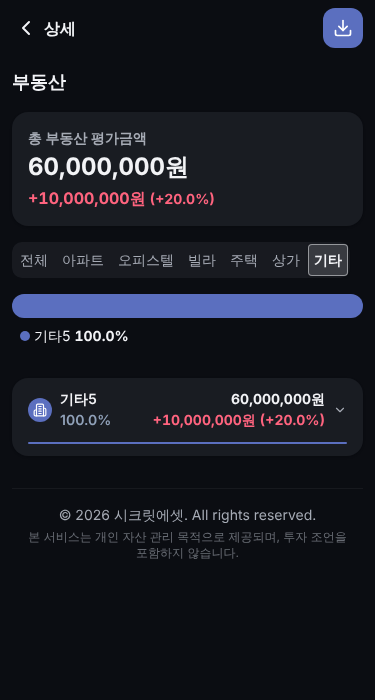 상세
부동산
총 부동산 평가금액
60,000,000원
+10,000,000원 (+20.0%)
전체 아파트 오피스텔 빌라 주택 상가 기타
기타5 100.0%
기타5 60,000,000원
100.0% +10,000,000원 (+20.0%)
© 2026 시크릿에셋. All rights reserved.
본 서비스는 개인 자산 관리 목적으로 제공되며, 투자 조언을
포함하지 않습니다.